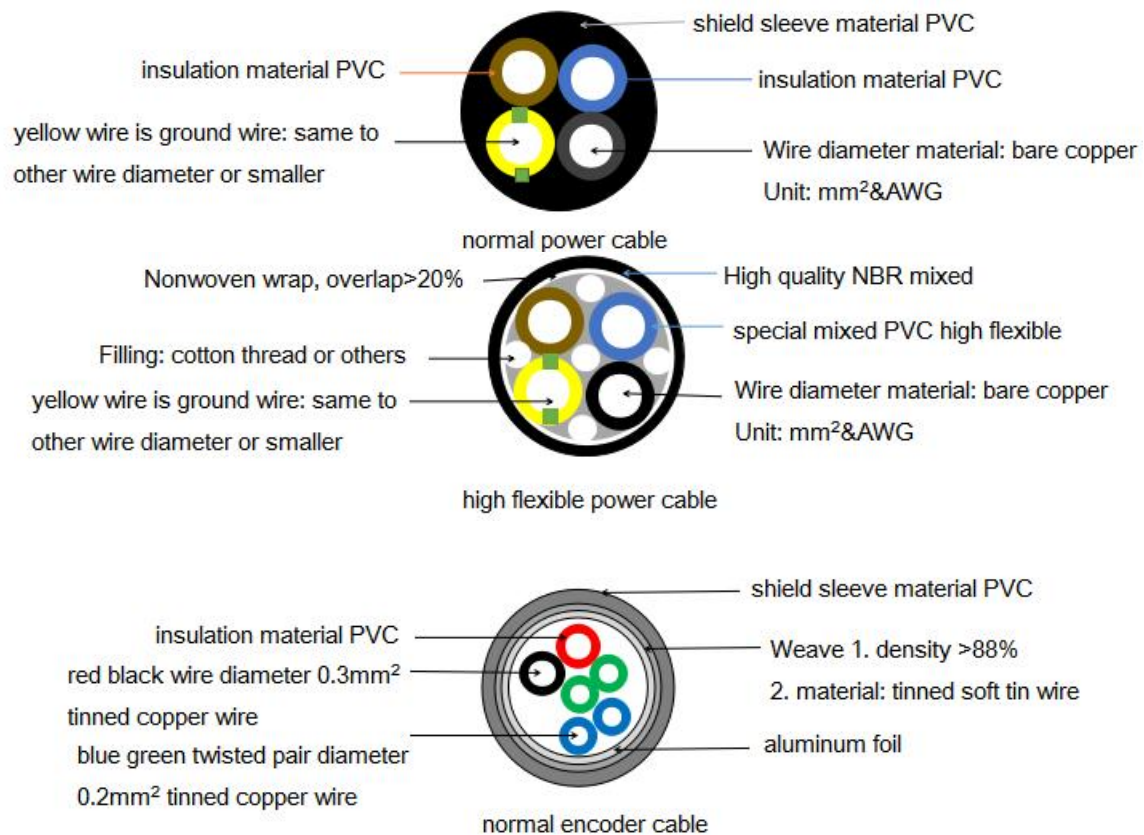 shield sleeve material PVC
insulation material PVC
insulation material PVC
yellow wire is ground wire: same to
other wire diameter or smaller
Wire diameter material: bare copper
Unit: mm²&AWG
normal power cable
Nonwoven wrap, overlap>20%
High quality NBR mixed
special mixed PVC high flexible
Filling: cotton thread or others
yellow wire is ground wire: same to
other wire diameter or smaller
Wire diameter material: bare copper
Unit: mm²&AWG
high flexible power cable
shield sleeve material PVC
insulation material PVC
red black wire diameter 0.3mm²
tinned copper wire
blue green twisted pair diameter
0.2mm² tinned copper wire
Weave 1. density >88%
2. material: tinned soft tin wire
aluminum foil
normal encoder cable